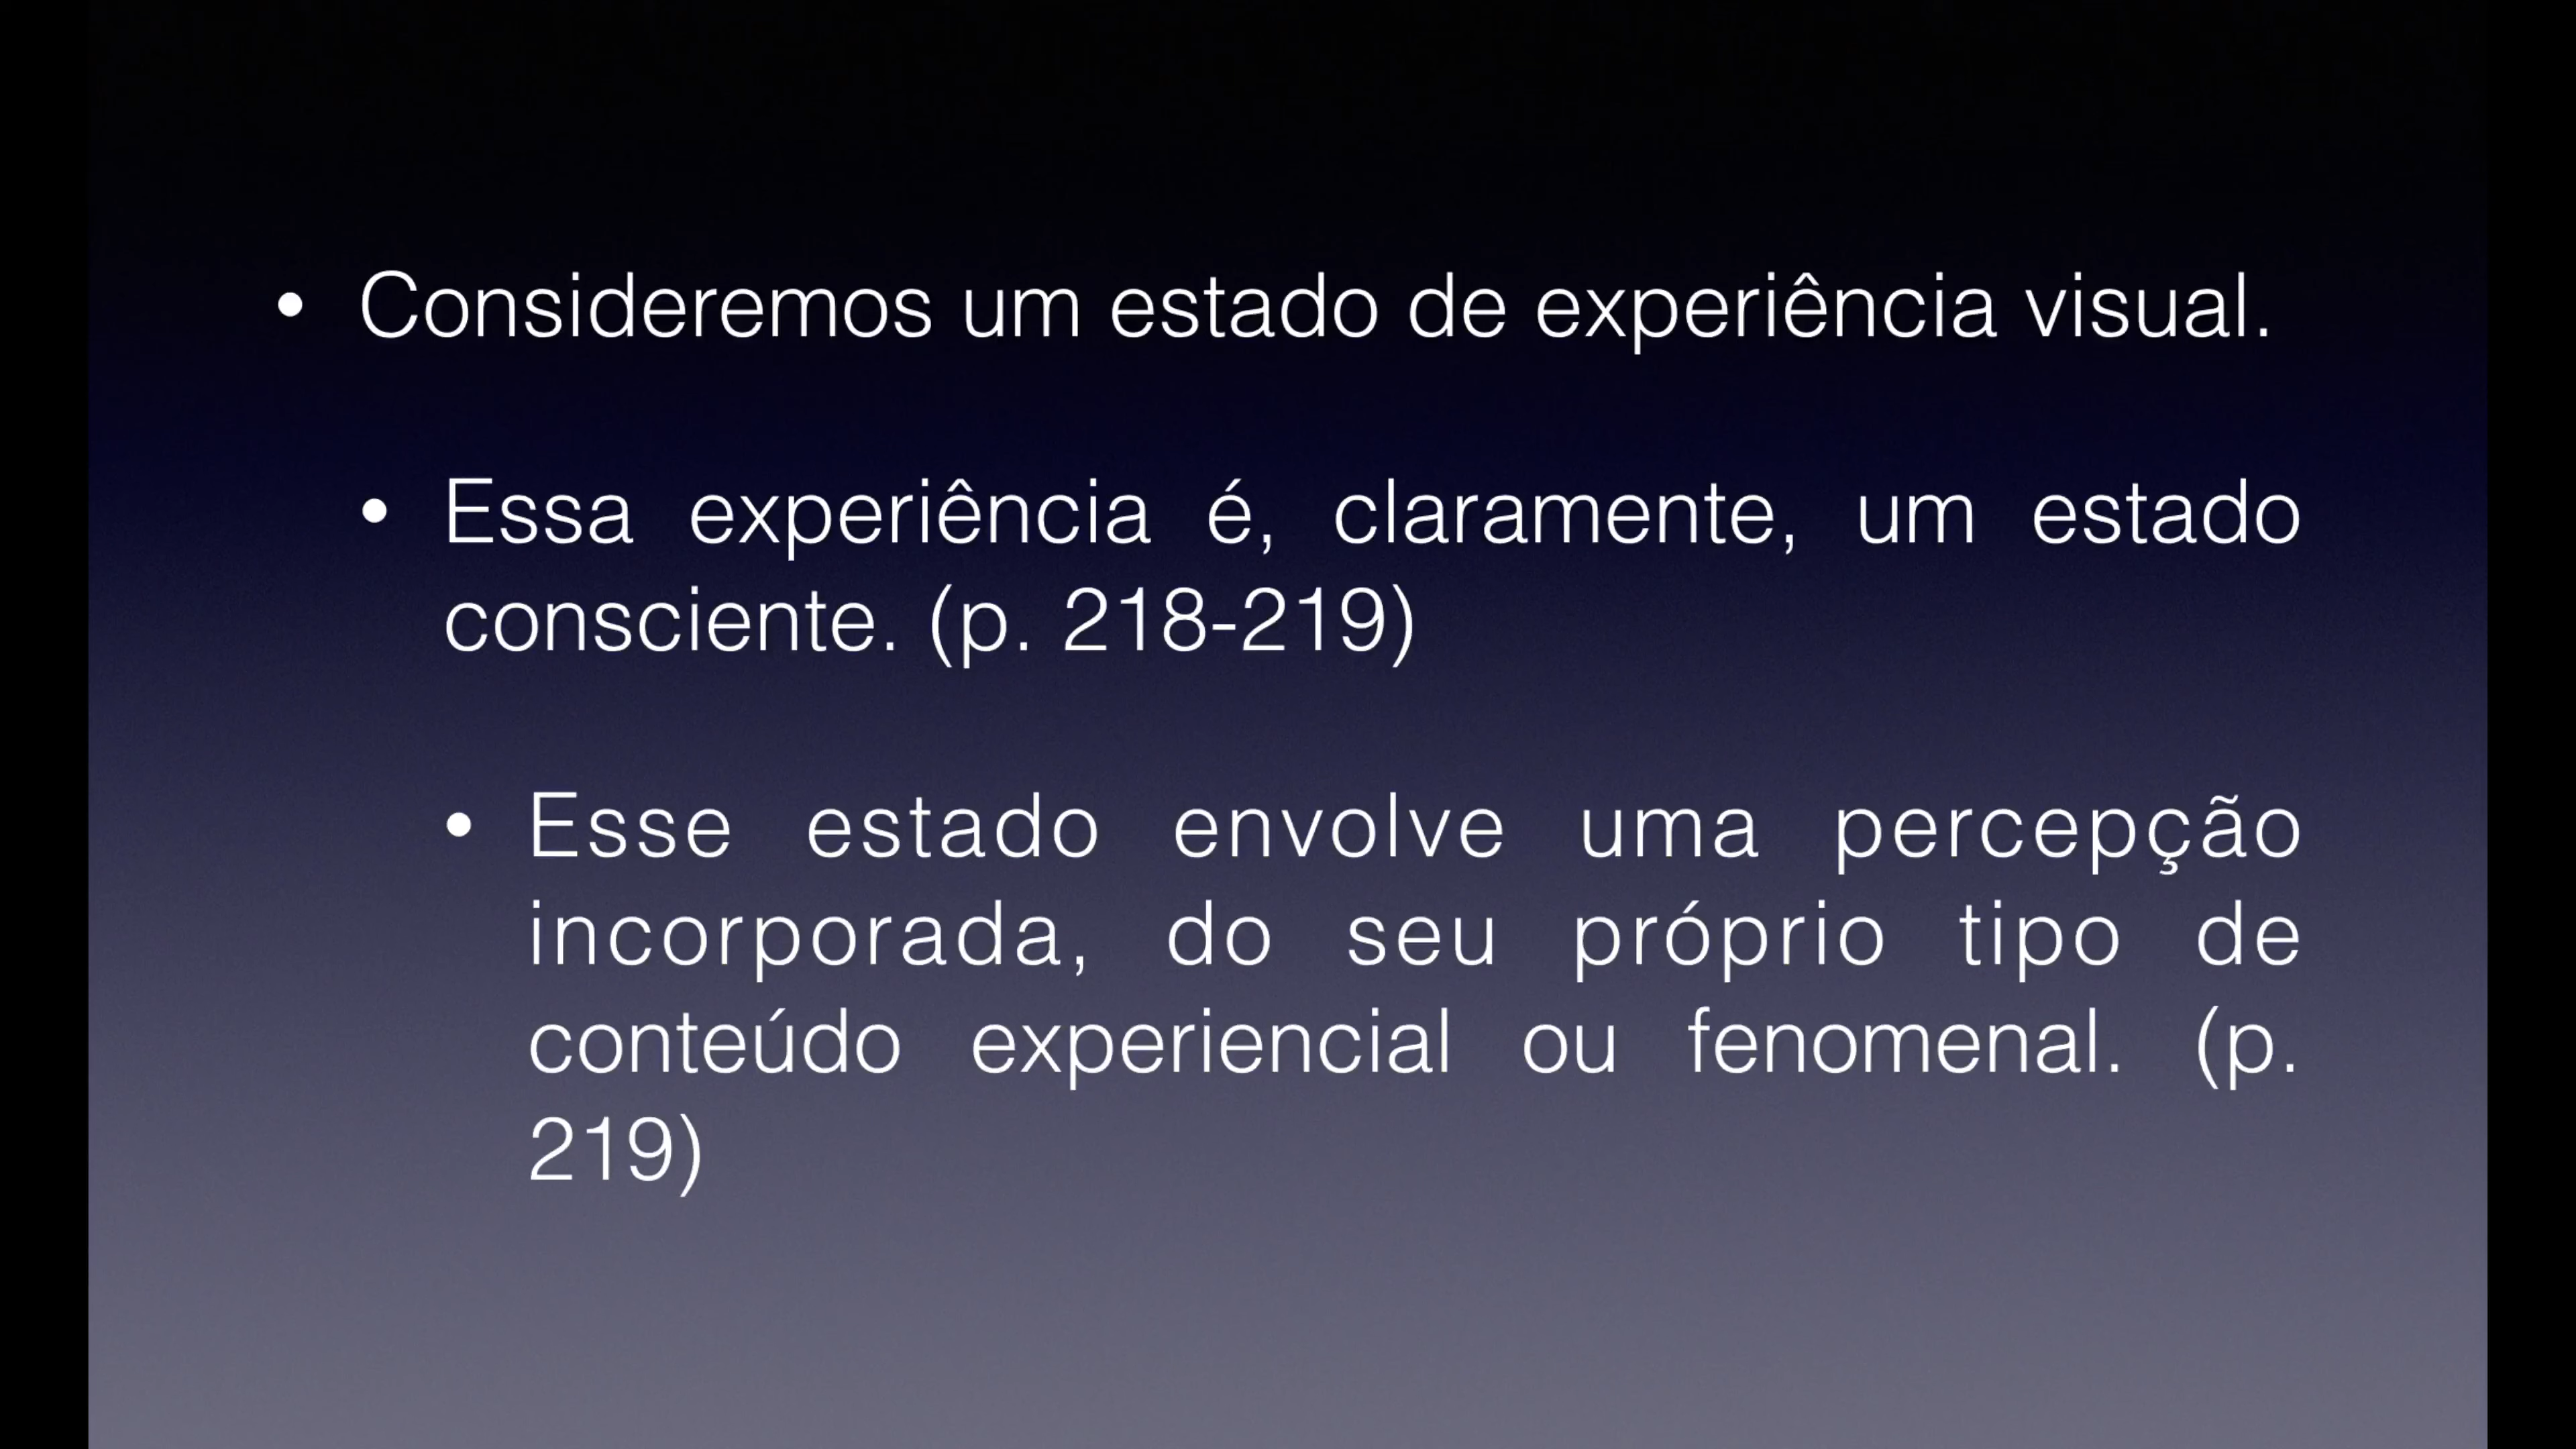 • Consideremos um estado de experiência visual.
• Essa experiência é, claramente, um estado
consciente. (p. 218-219)
• Esse estado envolve uma percepção
incorporada, do seu próprio tipo de
conteúdo experiencial ou fenomenal. (p.
219)